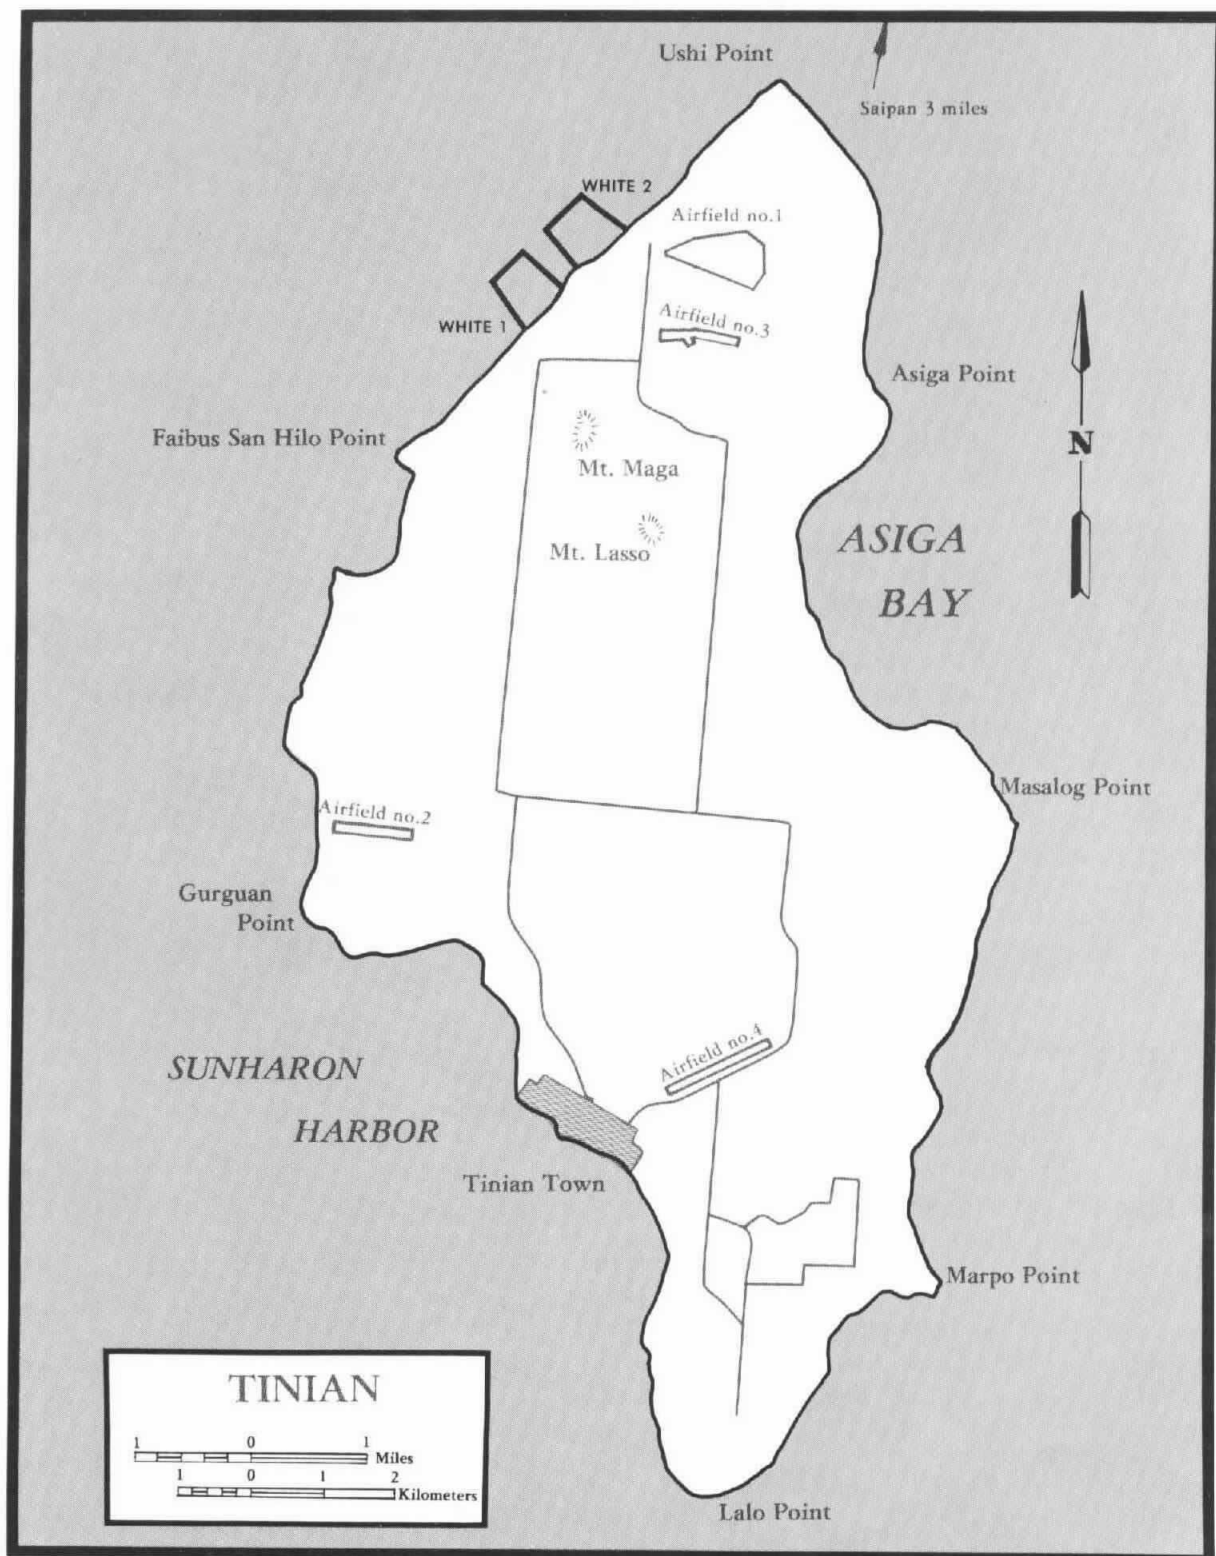 Ushi Point
Saipan 3 miles
WHITE 2
Airfield no.1
WHITE 1
Airfield no.3
Asiga Point
Faibus San Hilo Point
N
Mt. Maga
ASIGA
BAY
Mt. Lasso
Masalog Point
Airfield no.2
Gurguan
Point
Airfield no.4
SUNHARON
HARBOR
Tinian Town
Marpo Point
TINIAN
1 0 1
Miles
1 0 1 2
Kilometers
Lalo Point